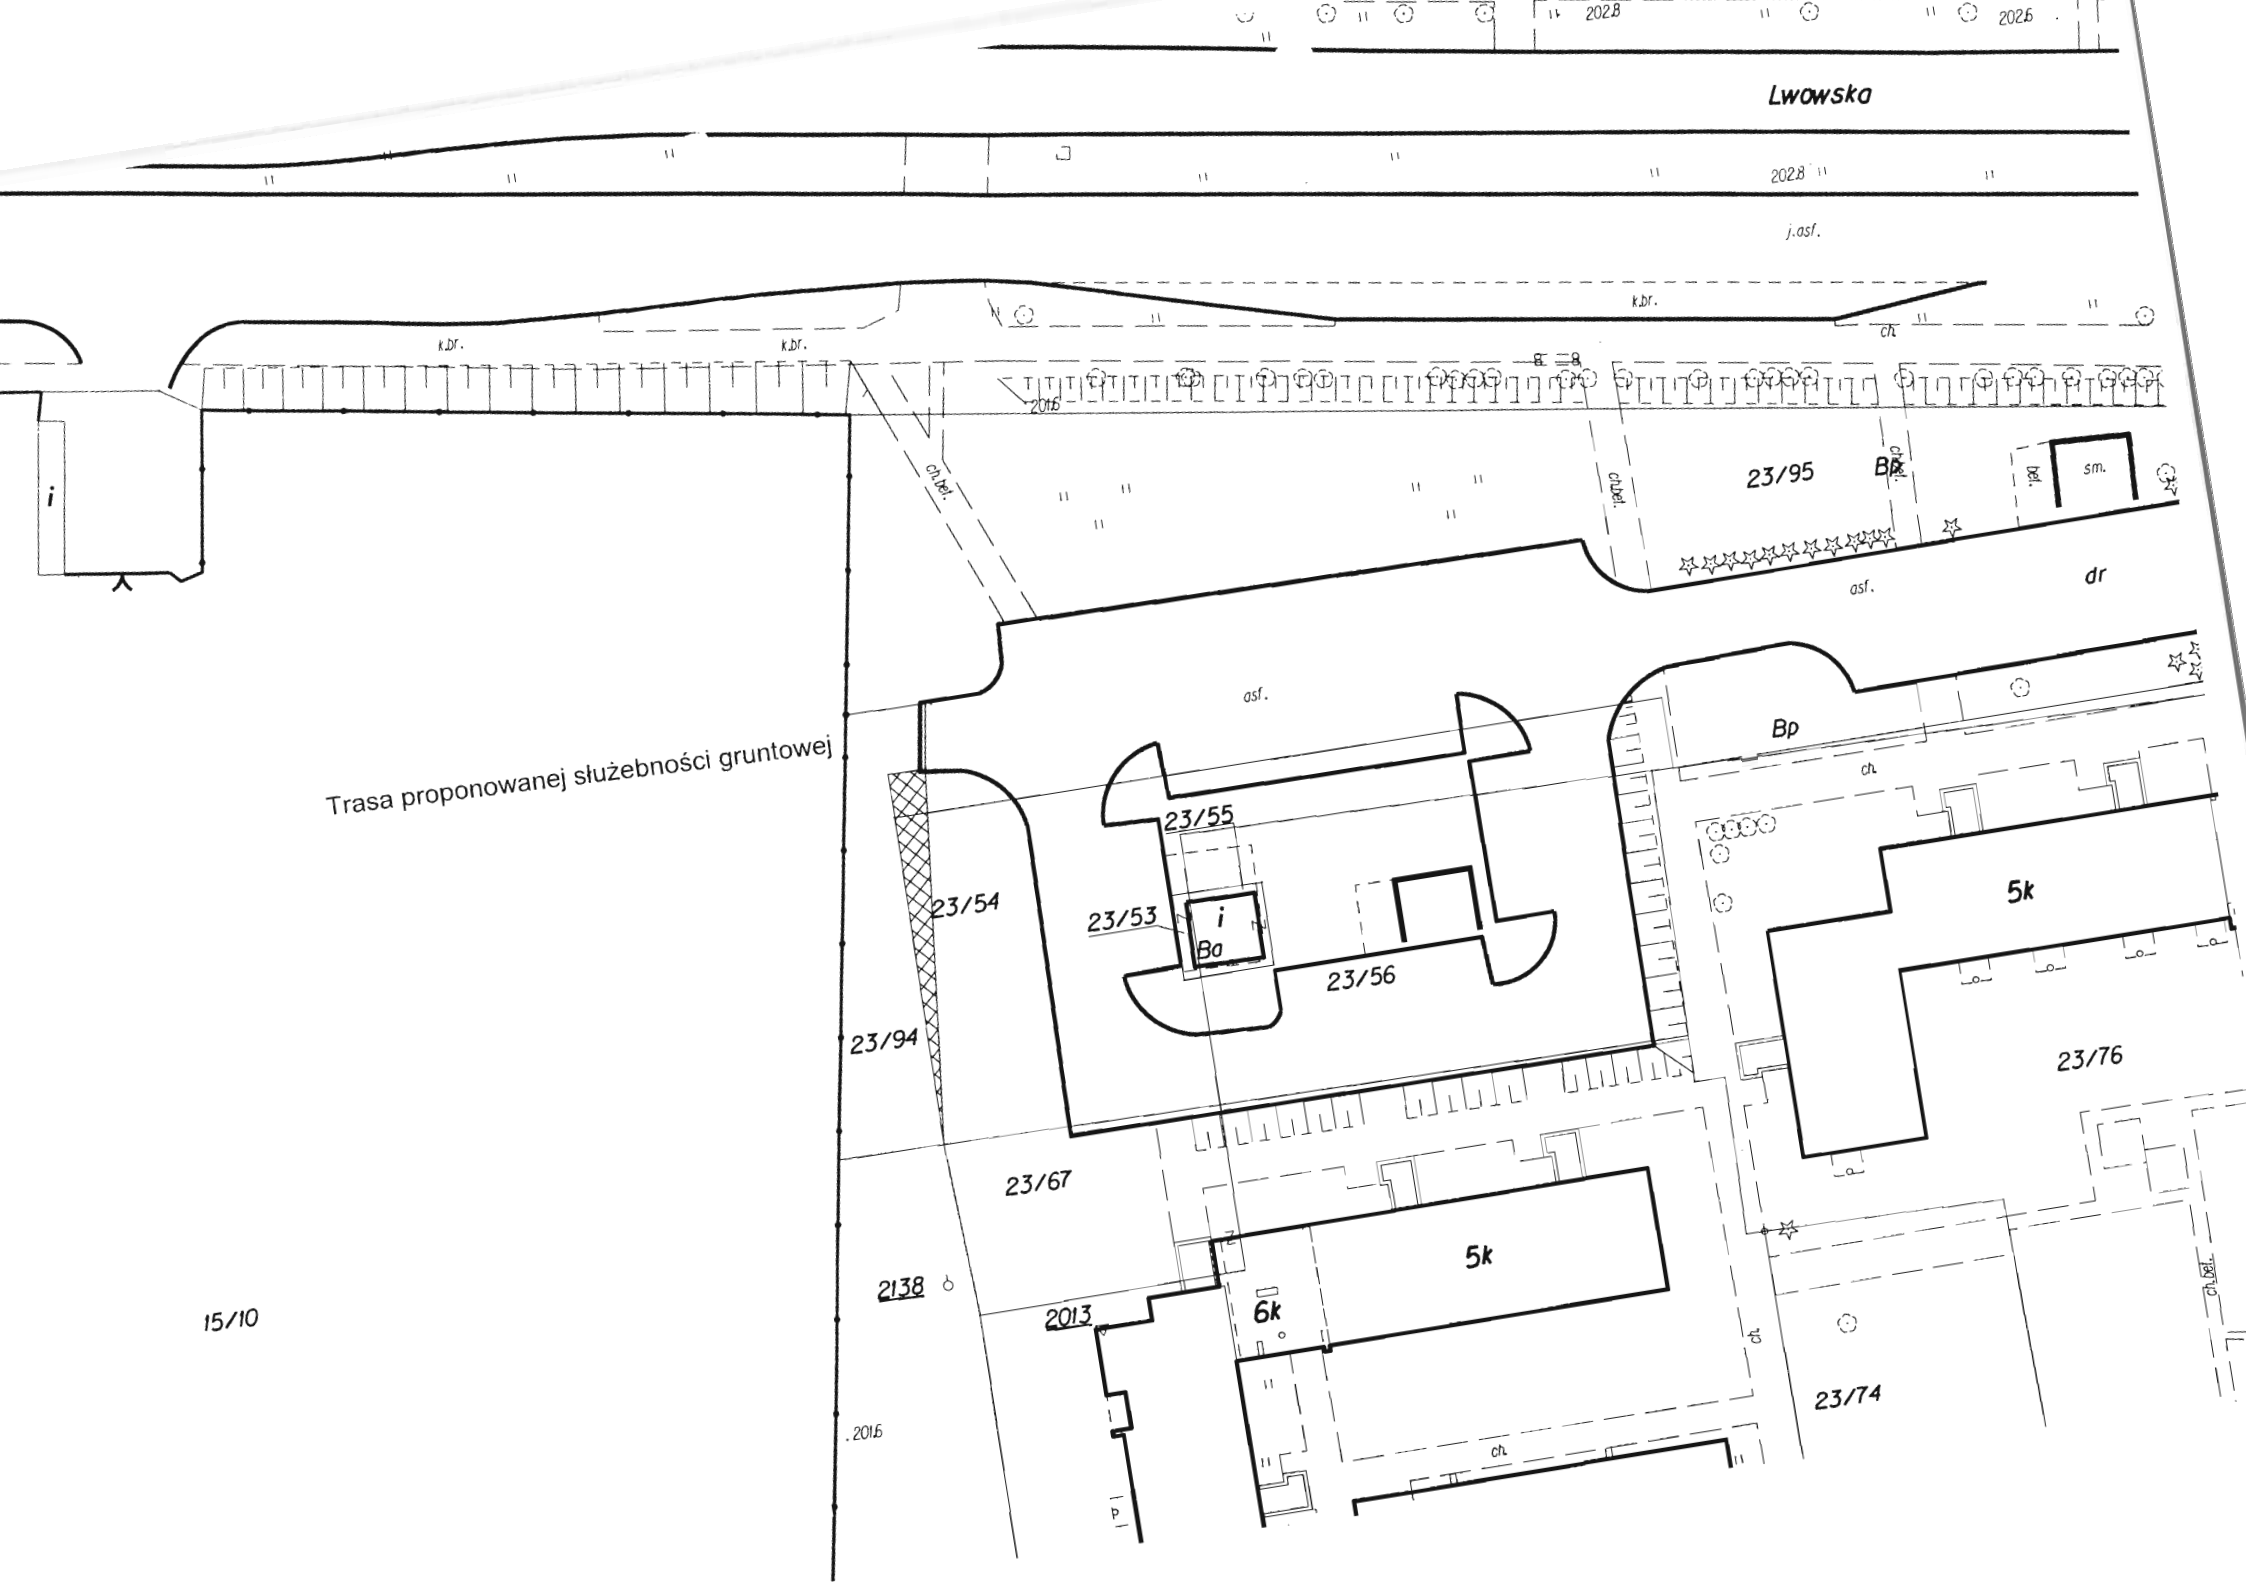 202.8
202.6
Lwowska
202.8
j.asf.
k.br.
k.br.
k.br.
ch.
201.6
ch.bet.
ch.bet.
23/95
Bp
ch.bet.
bet.
sm.
i
asf.
dr
asf.
Bp
Trasa proponowanej służebności gruntowej
ch.
23/55
5k
23/54
23/53
i
Ba
23/56
23/94
23/76
23/67
5k
2138
2013
6k
15/10
ch.
ch.bet.
23/74
.201.6
ch.
P